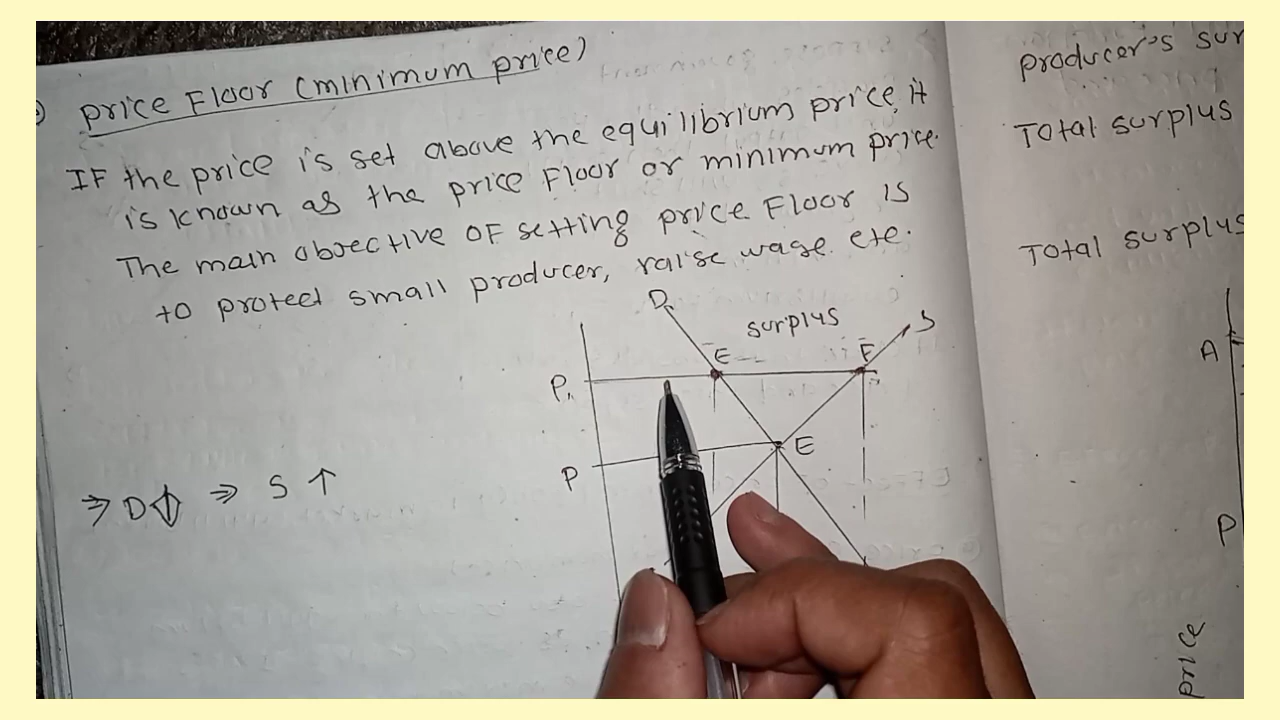 price Floor (minimum price)
IF the price is set above the equilibrium price it
is known as the price Floor or minimum price.
The main objective OF setting price Floor is
to protect small producer, raise wage etc.
D
surplus
S
E
F
P₁
E
P
⇒ D ⇒ S ↑
producer's sur
Total surplus
Total surplus
A
P
price